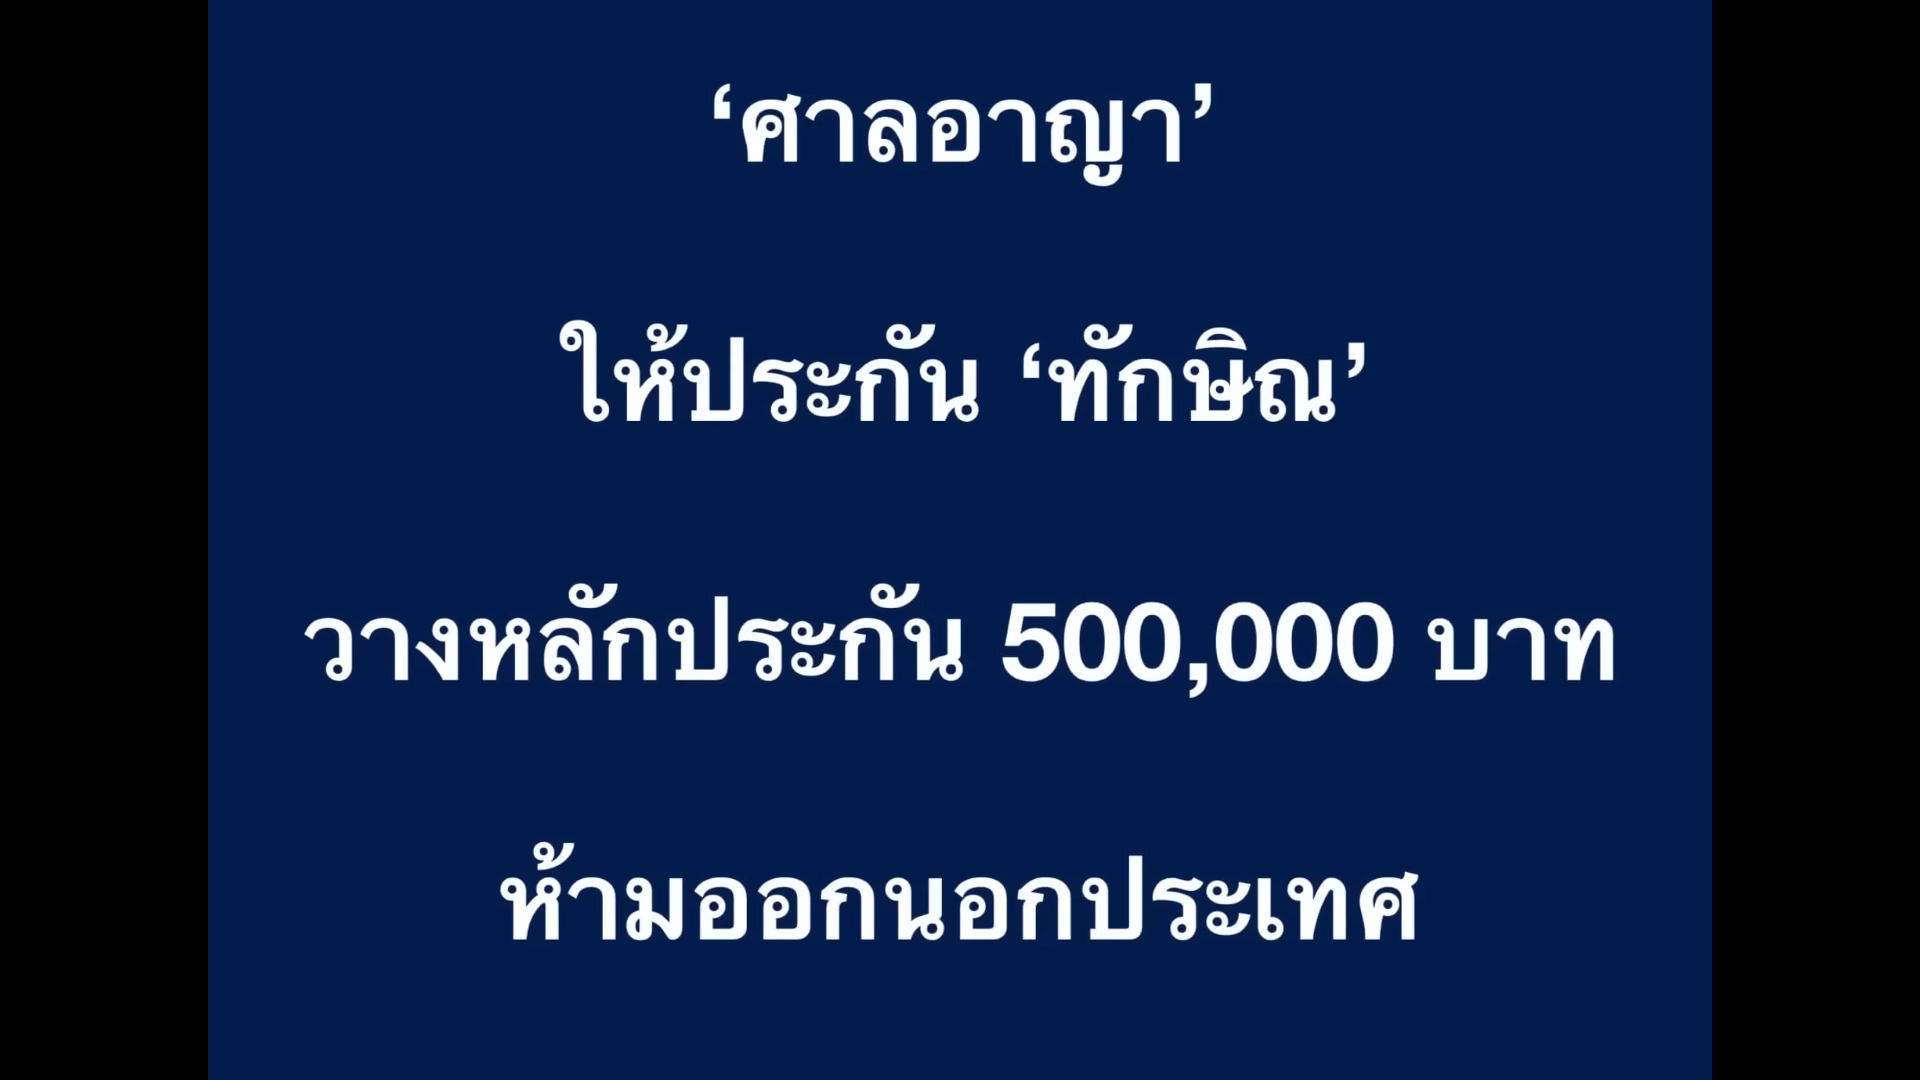 ‘ศาลอาญา’
ให้ประกัน ‘ทักษิณ’
วางหลักประกัน 500,000 บาท
ห้ามออกนอกประเทศ